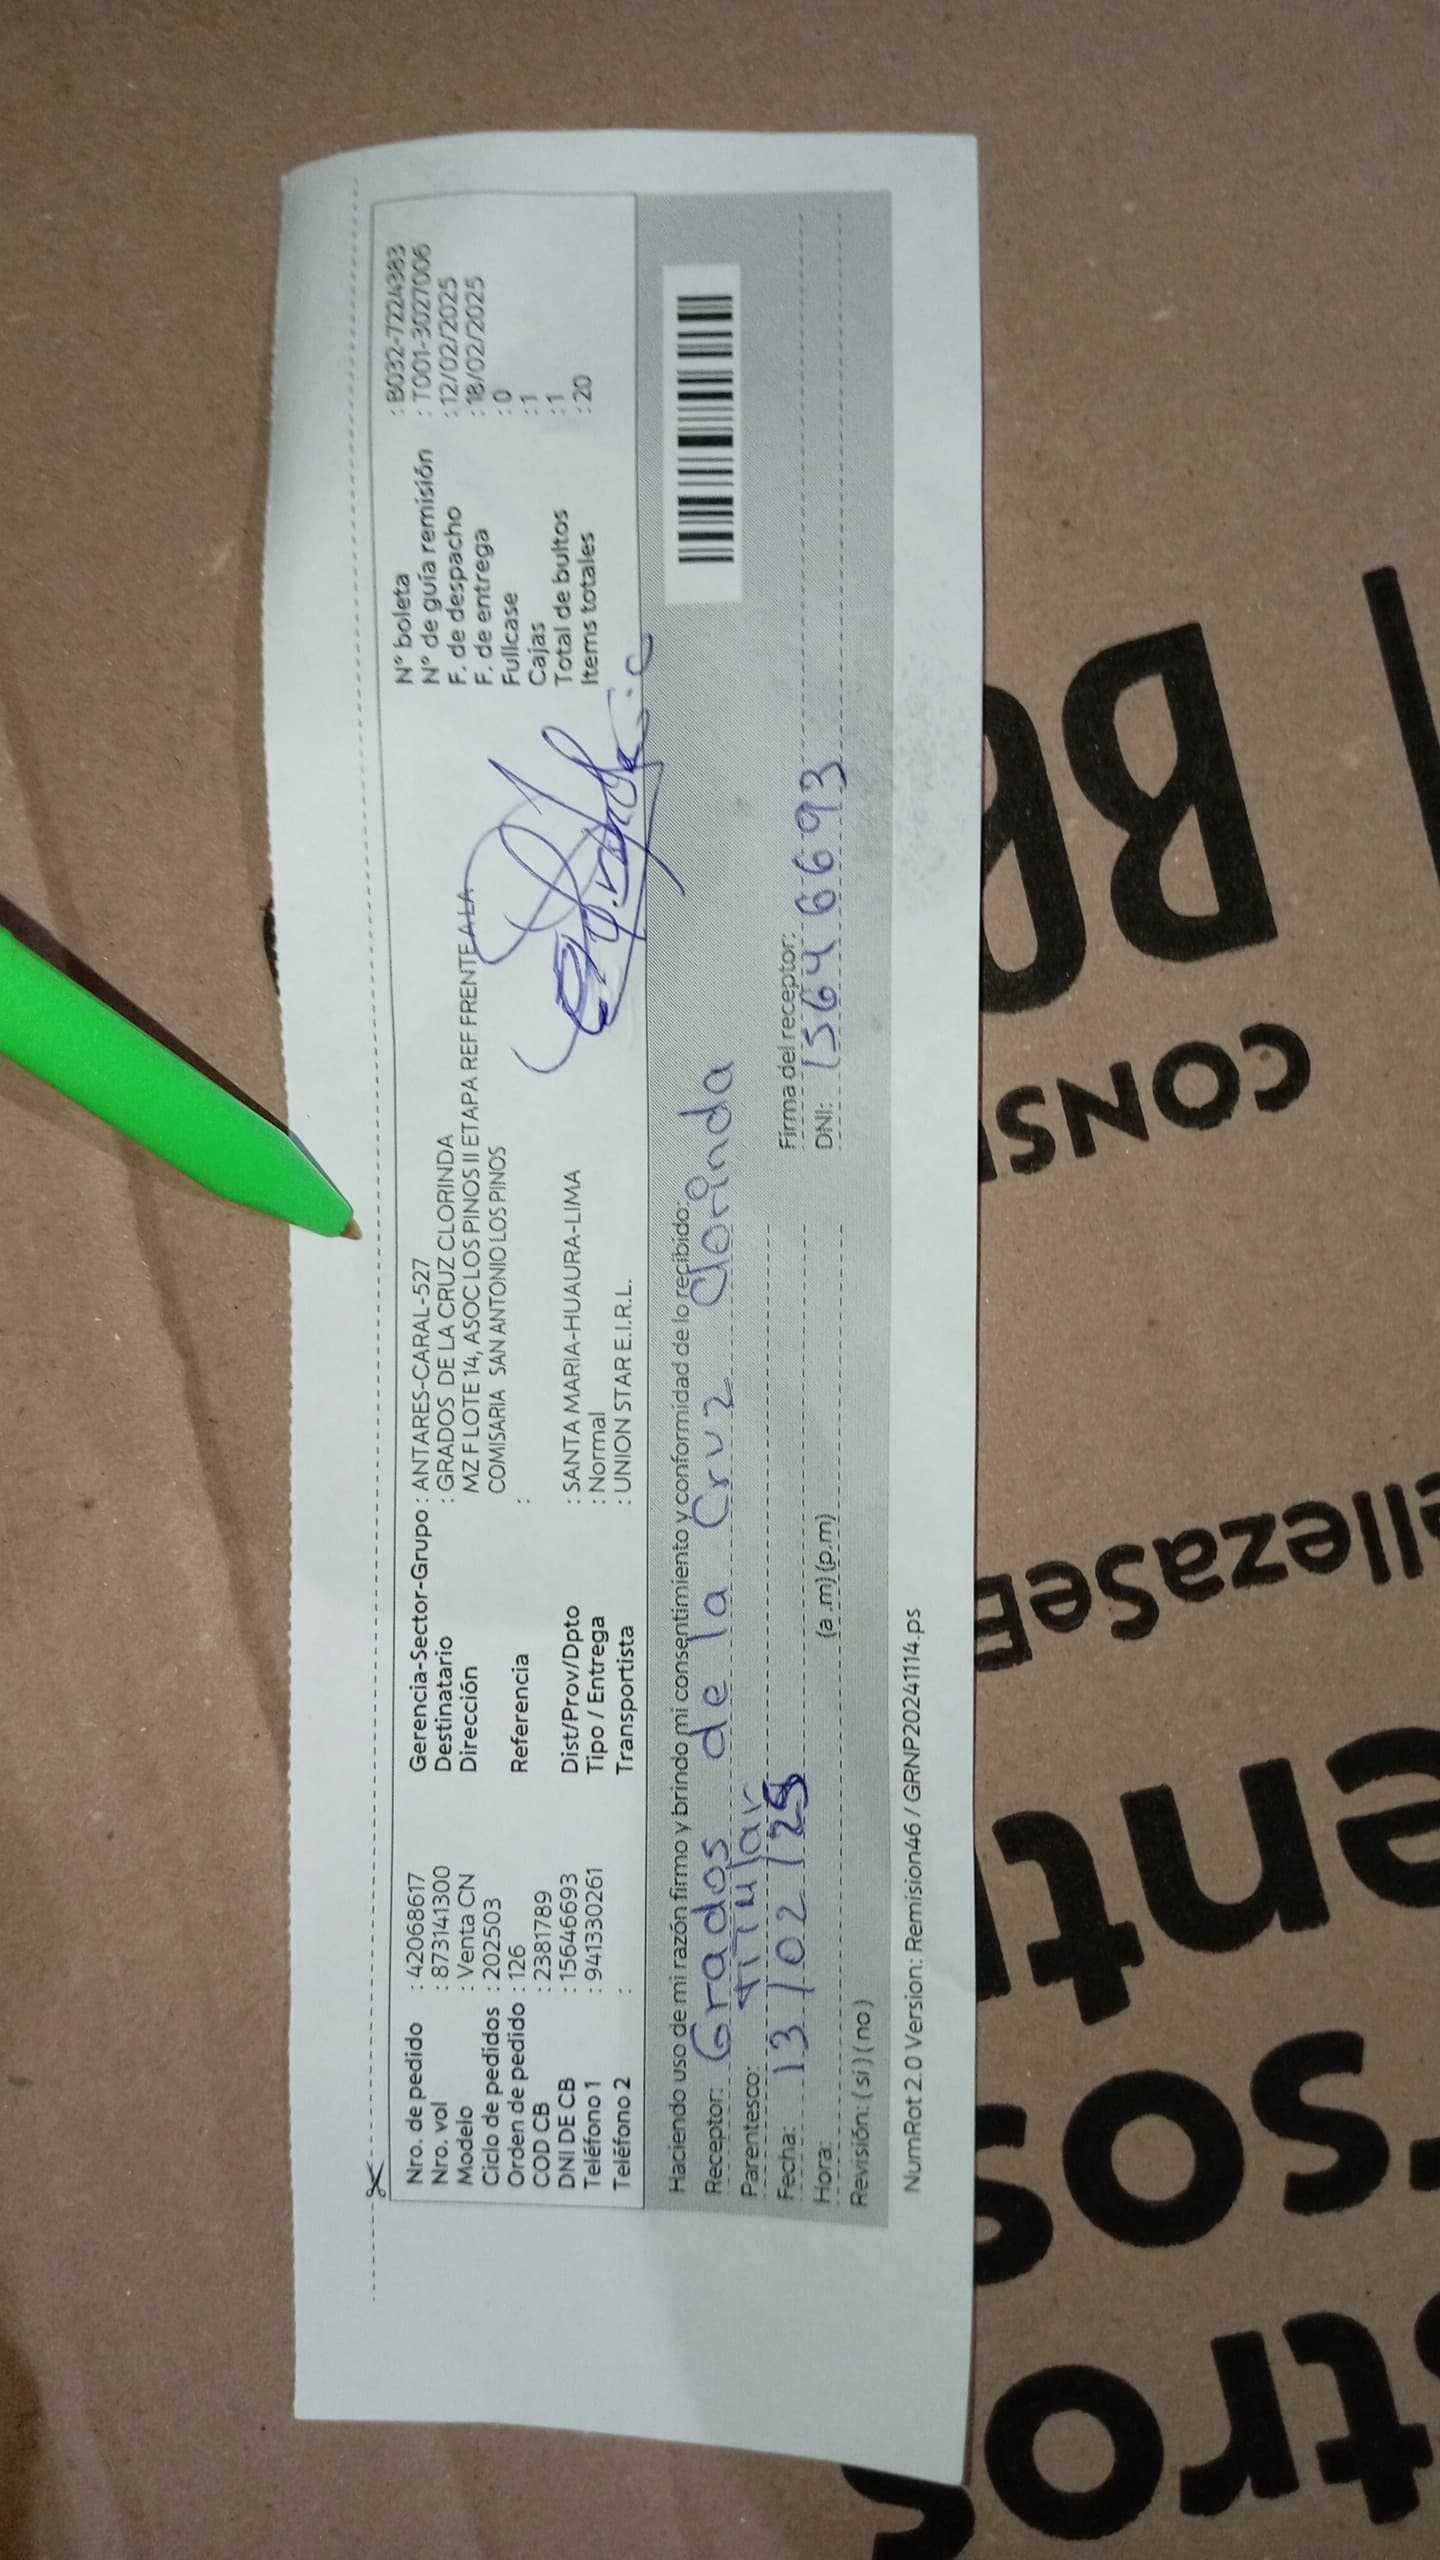 Nro. de pedido : 42068617
Nro. vol : 873141300
Modelo : Venta CN
Ciclo de pedidos : 202503
Orden de pedido : 126
COD CB : 2381789
DNI DE CB : 15646693
Teléfono 1 : 941330261
Teléfono 2 :
Gerencia-Sector-Grupo : ANTARES-CARAL-527
Destinatario : GRADOS DE LA CRUZ CLORINDA
Dirección MZ F LOTE 14, ASOC LOS PINOS II ETAPA REF FRENTE A LA
COMISARIA SAN ANTONIO LOS PINOS
Referencia :
Dist/Prov/Dpto : SANTA MARIA-HUAURA-LIMA
Tipo / Entrega : Normal
Transportista : UNION STAR E.I.R.L.
N° boleta : B032-7224383
N° de guía remisión : T001-3027006
F. de despacho : 12/02/2025
F. de entrega : 18/02/2025
Fullcase : 0
Cajas : 1
Total de bultos : 1
Items totales : 20
Haciendo uso de mi razón firmo y brindo mi consentimiento y conformidad de lo recibido:
Receptor: Grados de la Cruz Clorinda
Parentesco: titular
Fecha: 13/02/25
Firma del receptor:
Hora: (a.m) (p.m)
DNI: 15646693
Revisión: (si) (no)
NumRot 2.0 Version: Remision46 / GRNP20241114.ps